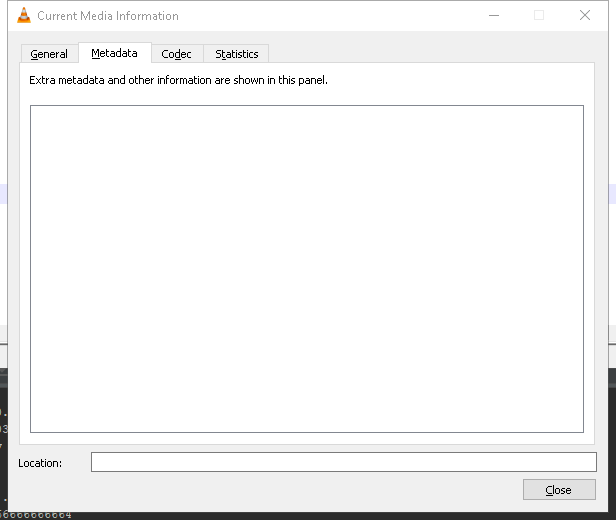 Current Media Information
General Metadata Codec Statistics
Extra metadata and other information are shown in this panel.
Location:
Close
66666666664